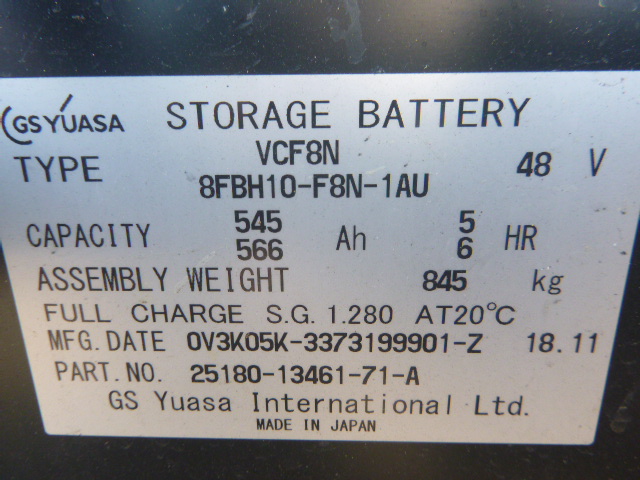 GS YUASA STORAGE BATTERY
TYPE VCF8N 48 V
8FBH10-F8N-1AU
CAPACITY 545 Ah 5 HR
566 6
ASSEMBLY WEIGHT 845 kg
FULL CHARGE S.G. 1.280 AT20℃
MFG. DATE 0V3K05K-3373199901-Z 18.11
PART.NO. 25180-13461-71-A
GS Yuasa International Ltd.
MADE IN JAPAN